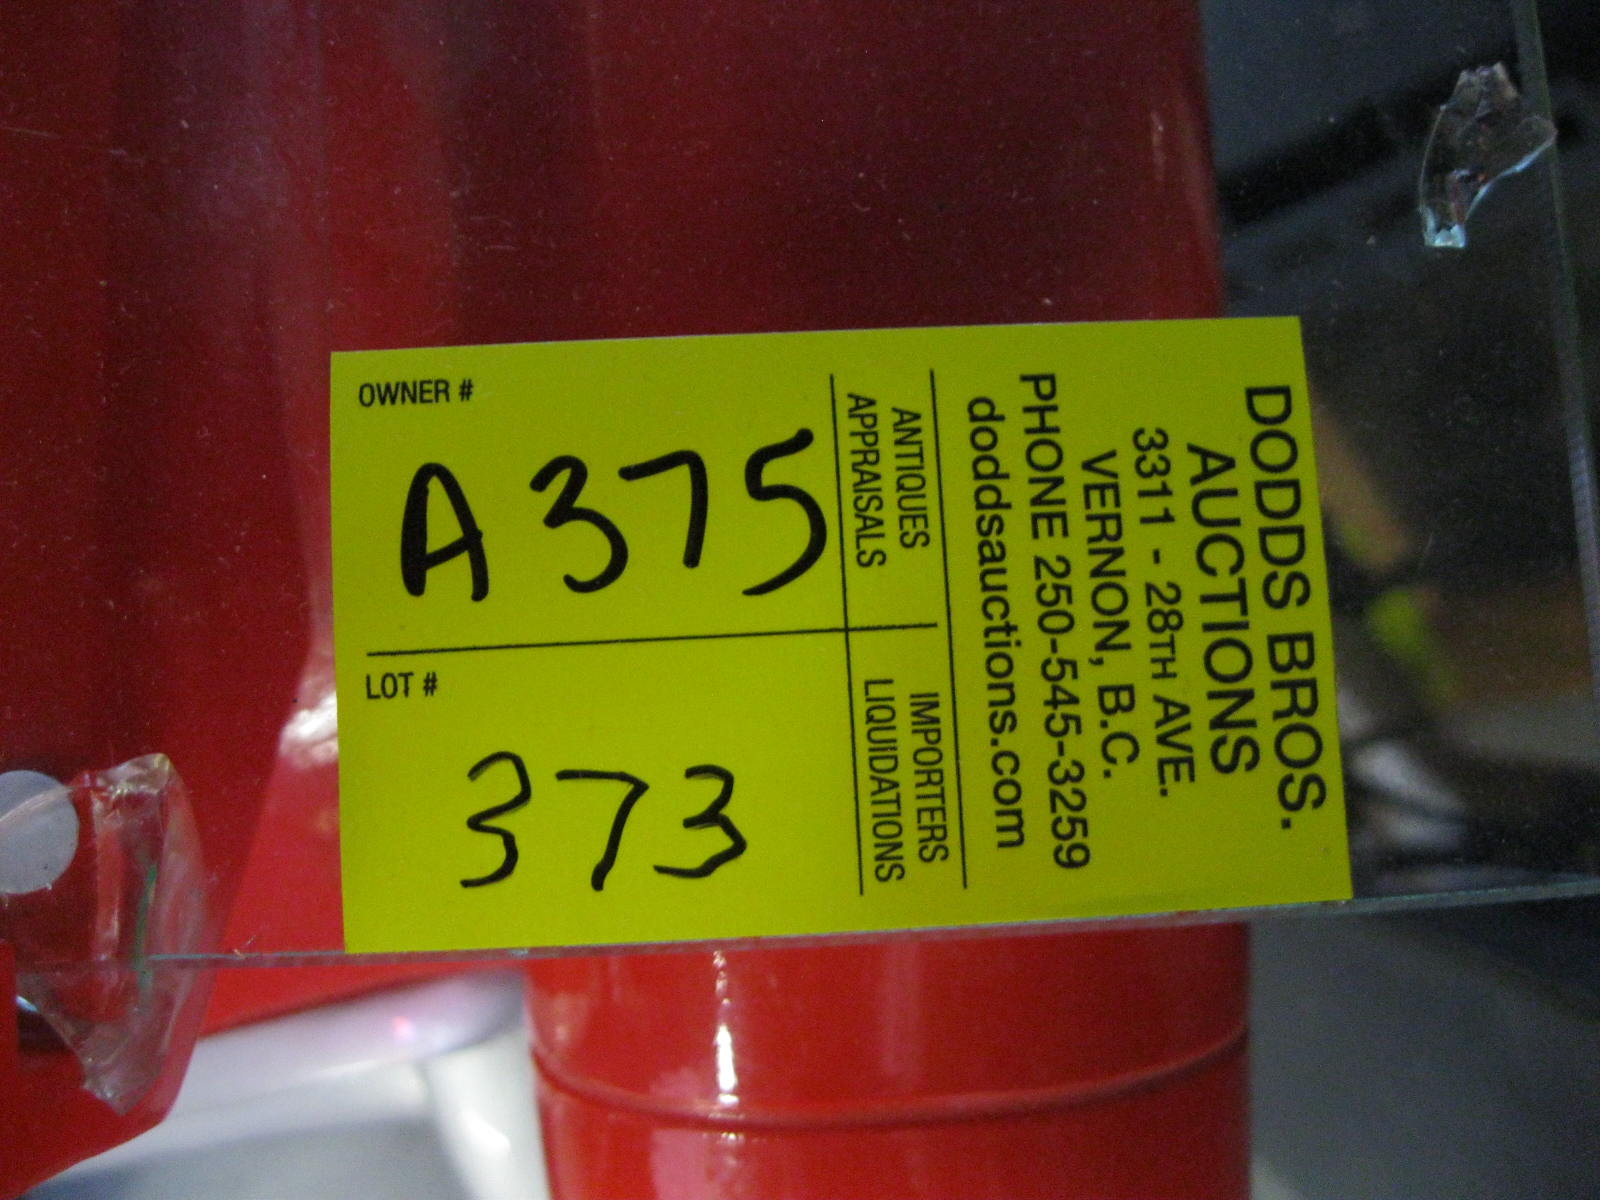 DODDS BROS.
AUCTIONS
3311 - 28TH AVE.
VERNON, B.C.
PHONE 250-545-3259
doddsauctions.com
ANTIQUES
APPRAISALS
IMPORTERS
LIQUIDATIONS
OWNER #
A375
LOT #
373